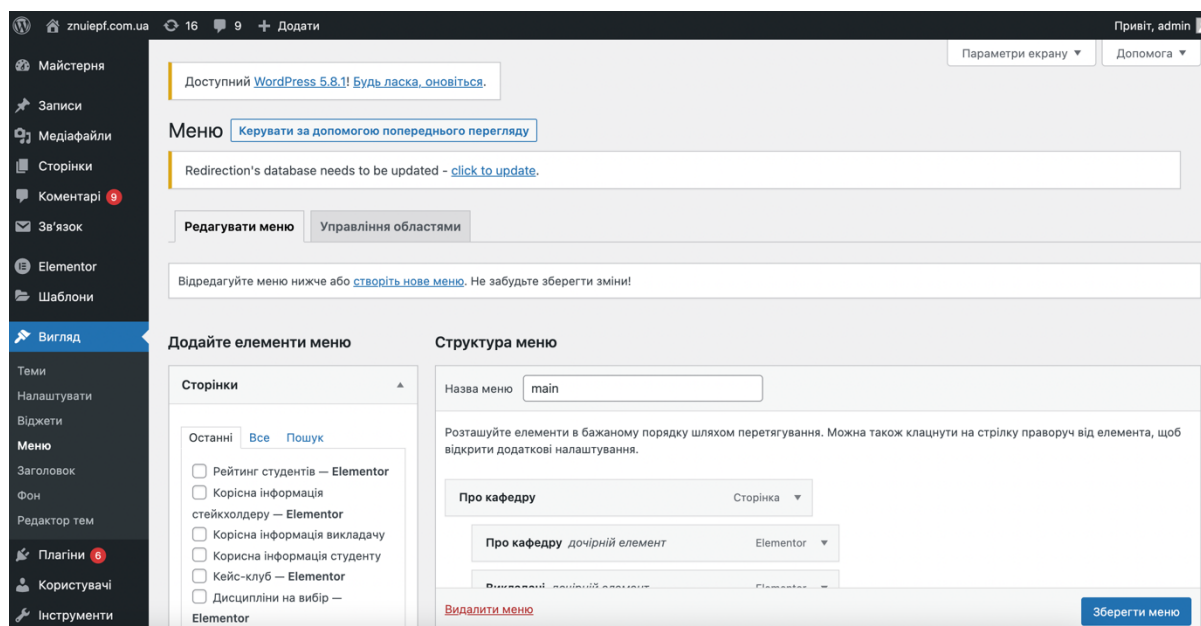 znuiepf.com.ua 16 9 + Додати Привіт, admin
Параметри екрану ▼ Допомога ▼
Майстерня
Записи
Медіафайли
Сторінки
Коментарі 9
Зв'язок
Elementor
Шаблони
Вигляд
Теми
Налаштувати
Віджети
Меню
Заголовок
Фон
Редактор тем
Плагіни 6
Користувачі
Інструменти
Доступний WordPress 5.8.1! Будь ласка, оновіться.
Меню Керувати за допомогою попереднього перегляду
Redirection's database needs to be updated - click to update.
Редагувати меню Управління областями
Відредагуйте меню нижче або створіть нове меню. Не забудьте зберегти зміни!
Додайте елементи меню
Сторінки
Останні Все Пошук
Рейтинг студентів — Elementor
Корісна інформація
стейкхолдеру — Elementor
Корісна інформація викладачу
Корисна інформація студенту
Кейс-клуб — Elementor
Дисципліни на вибір —
Elementor
Структура меню
Назва меню main
Розташуйте елементи в бажаному порядку шляхом перетягування. Можна також клацнути на стрілку праворуч від елемента, щоб
відкрити додаткові налаштування.
Про кафедру Сторінка ▼
Про кафедру дочірній елемент Elementor ▼
Викладачі дочірній елемент Elementor
Видалити меню Зберегти меню